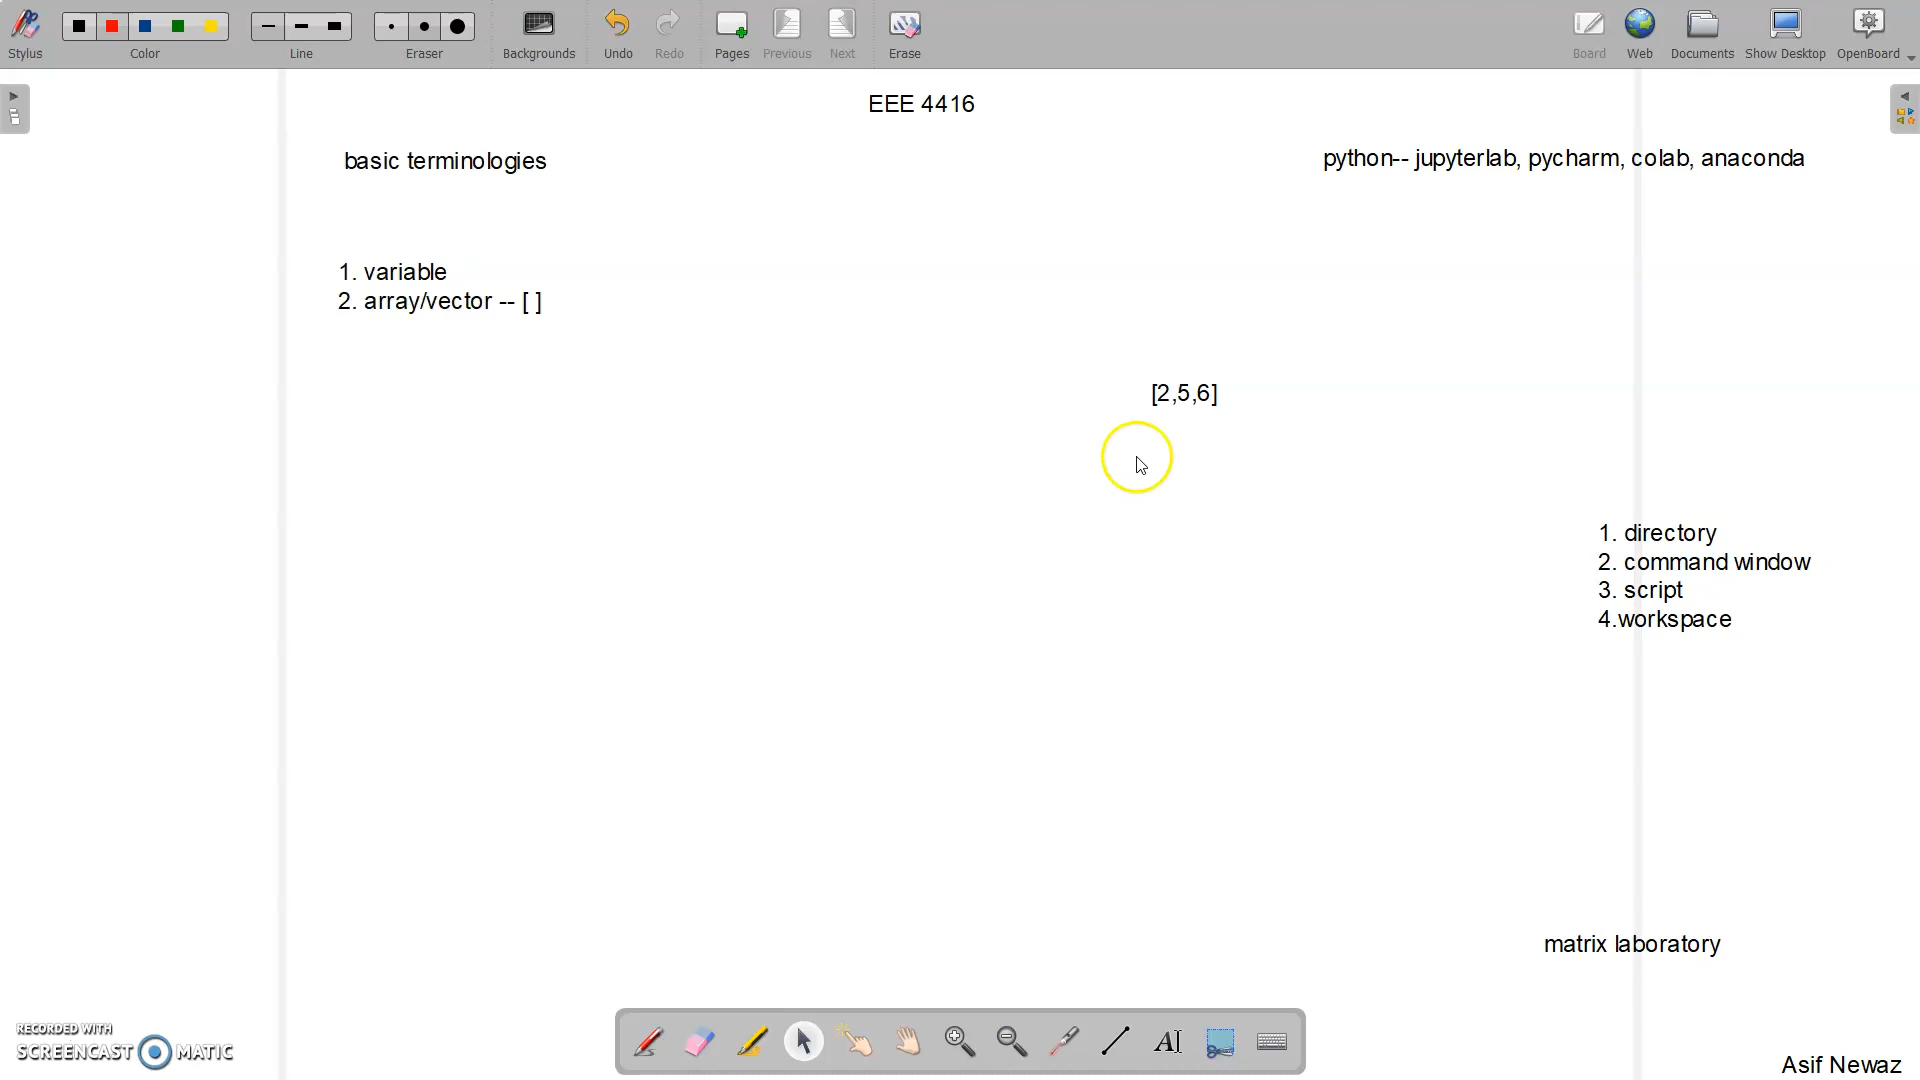 Stylus
Color
Line
Eraser
Backgrounds
Undo
Redo
Pages
Previous
Next
Erase
Board
Web
Documents
Show Desktop
OpenBoard
EEE 4416
basic terminologies
python-- jupyterlab, pycharm, colab, anaconda
1. variable
2. array/vector -- [ ]
[2,5,6]
1. directory
2. command window
3. script
4.workspace
matrix laboratory
RECORDED WITH
SCREENCAST MATIC
AI
Asif Newaz